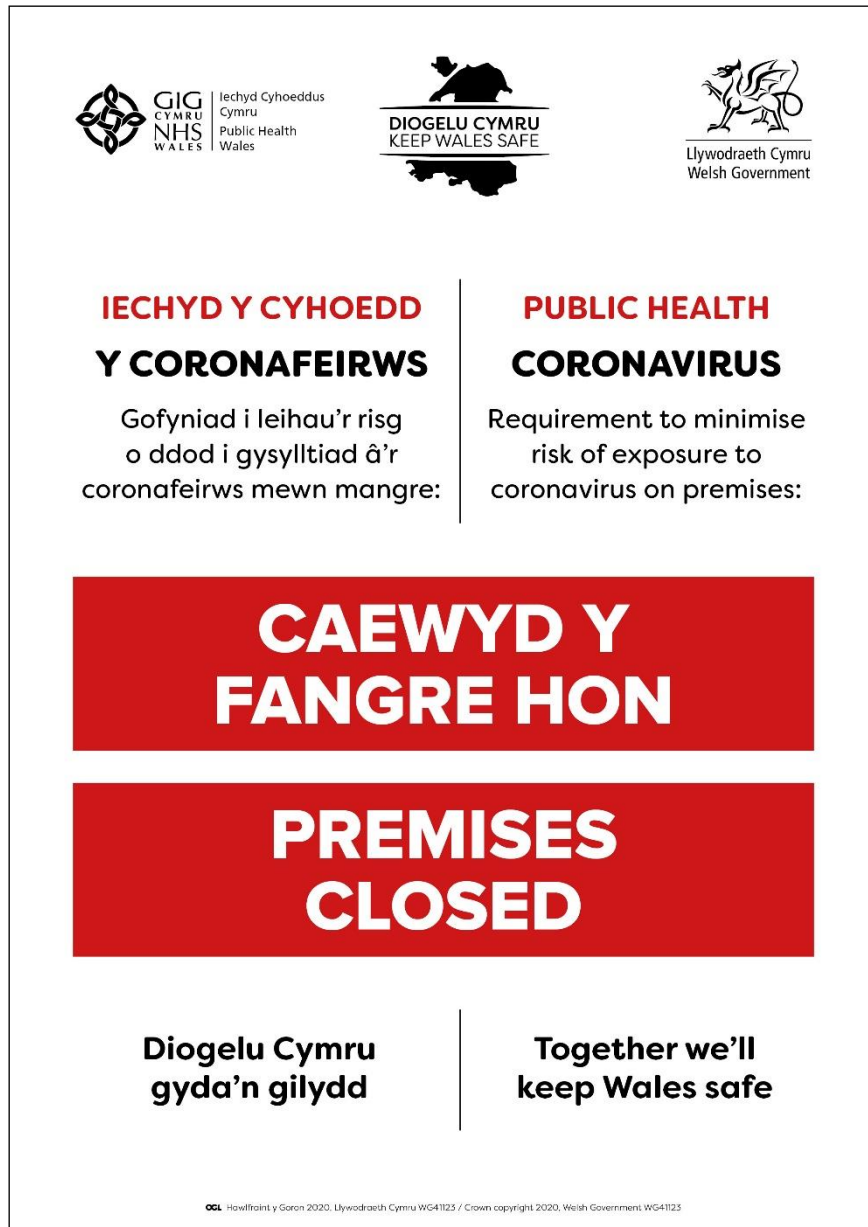 GIG
CYMRU
NHS
WALES
Iechyd Cyhoeddus
Cymru
Public Health
Wales
DIOGELU CYMRU
KEEP WALES SAFE
Llywodraeth Cymru
Welsh Government
IECHYD Y CYHOEDD
Y CORONAFEIRWS
Gofyniad i leihau'r risg
o ddod i gysylltiad â'r
coronafeirws mewn mangre:
PUBLIC HEALTH
CORONAVIRUS
Requirement to minimise
risk of exposure to
coronavirus on premises:
CAEWYD Y
FANGRE HON
PREMISES
CLOSED
Diogelu Cymru
gyda'n gilydd
Together we'll
keep Wales safe
OGL Hawlfraint y Goron 2020, Llywodraeth Cymru WG41123 / Crown copyright 2020, Welsh Government WG41123